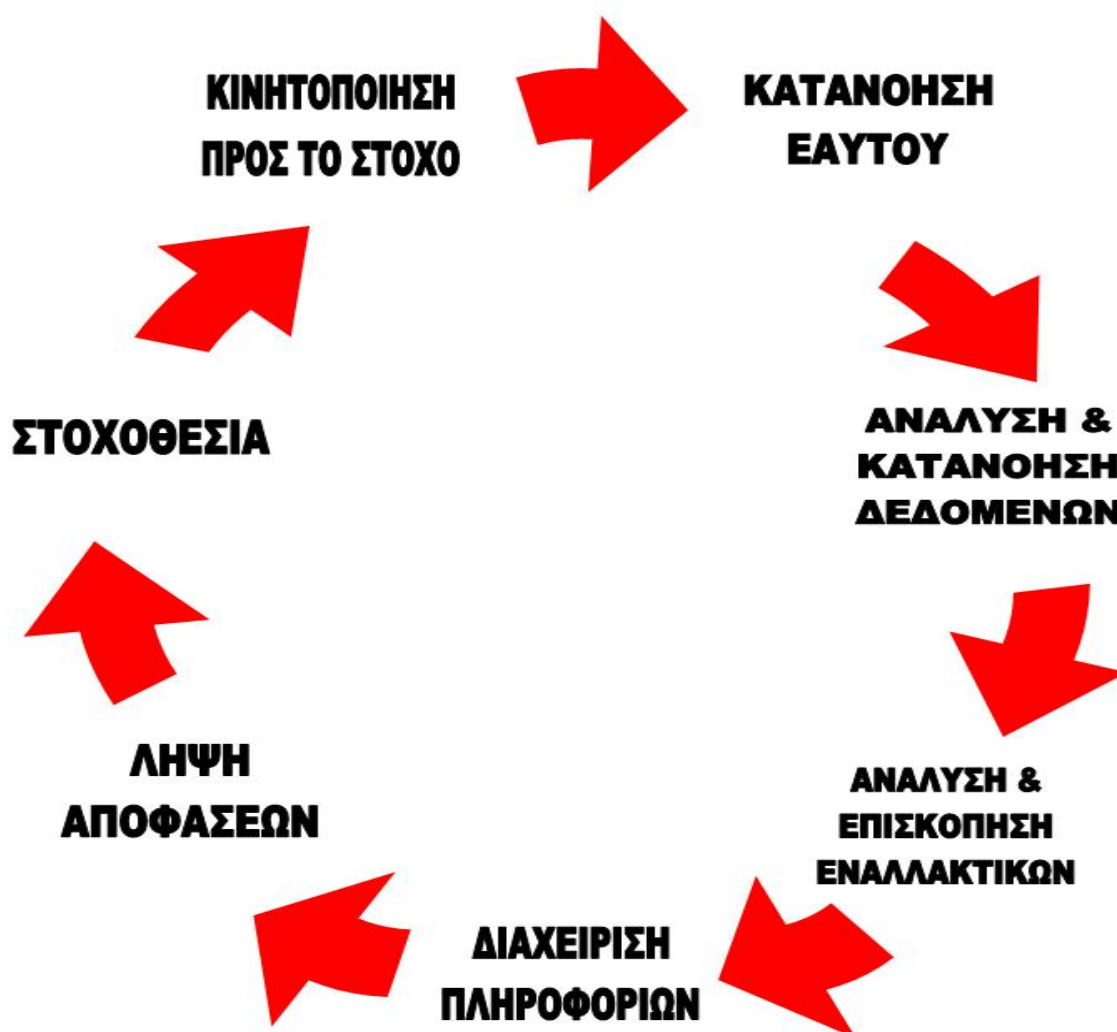 ΚΙΝΗΤΟΠΟΙΗΣΗ
ΠΡΟΣ ΤΟ ΣΤΟΧΟ
ΚΑΤΑΝΟΗΣΗ
ΕΑΥΤΟΥ
ΑΝΑΛΥΣΗ &
ΚΑΤΑΝΟΗΣΗ
ΔΕΔΟΜΕΝΩΝ
ΑΝΑΛΥΣΗ &
ΕΠΙΣΚΟΠΗΣΗ
ΕΝΑΛΛΑΚΤΙΚΩΝ
ΔΙΑΧΕΙΡΙΣΗ
ΠΛΗΡΟΦΟΡΙΩΝ
ΛΗΨΗ
ΑΠΟΦΑΣΕΩΝ
ΣΤΟΧΟΘΕΣΙΑ